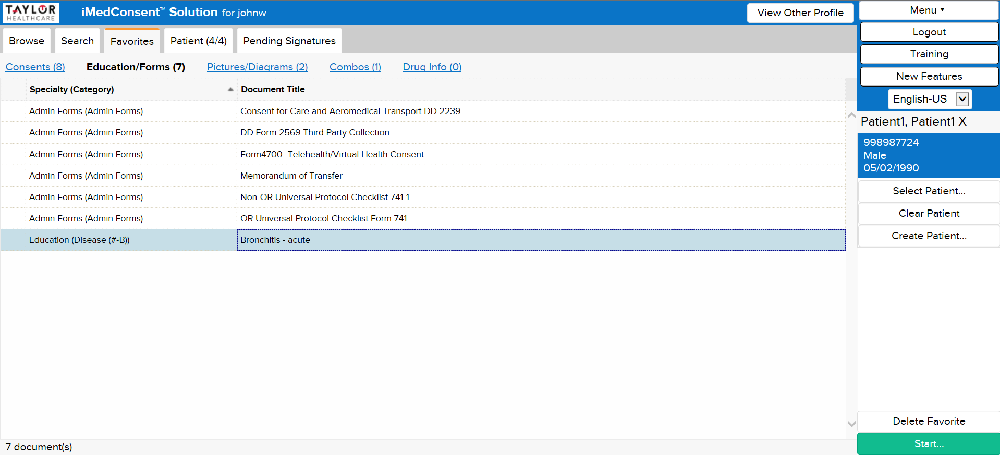 TAYLOR
HEALTHCARE
iMedConsent™ Solution for johnw
View Other Profile
Menu ▼
Logout
Training
New Features
English-US
Browse
Search
Favorites
Patient (4/4)
Pending Signatures
Consents (8)
Education/Forms (7)
Pictures/Diagrams (2)
Combos (1)
Drug Info (0)
Specialty (Category) Document Title
Admin Forms (Admin Forms) Consent for Care and Aeromedical Transport DD 2239
Admin Forms (Admin Forms) DD Form 2569 Third Party Collection
Admin Forms (Admin Forms) Form4700_Telehealth/Virtual Health Consent
Admin Forms (Admin Forms) Memorandum of Transfer
Admin Forms (Admin Forms) Non-OR Universal Protocol Checklist 741-1
Admin Forms (Admin Forms) OR Universal Protocol Checklist Form 741
Education (Disease (#-B)) Bronchitis - acute
7 document(s)
Patient1, Patient1 X
998987724
Male
05/02/1990
Select Patient...
Clear Patient
Create Patient...
Delete Favorite
Start...